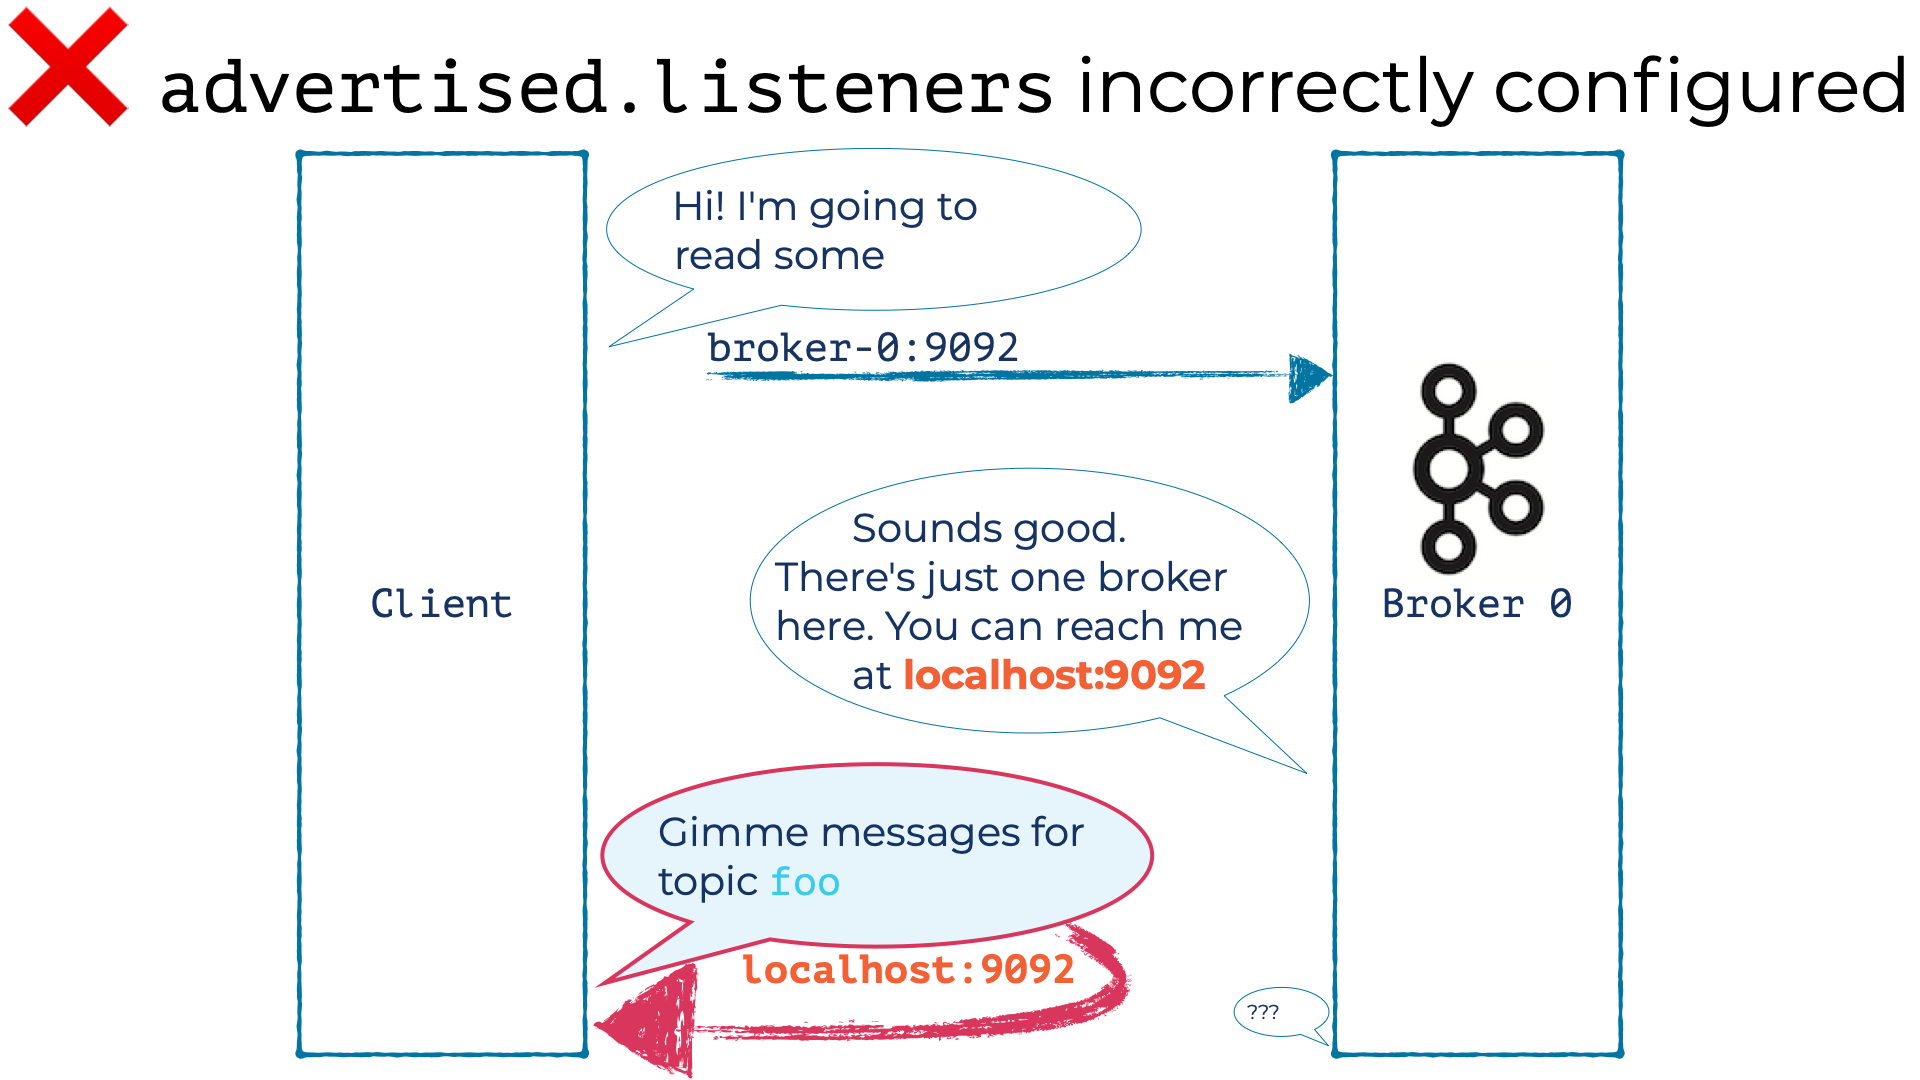 advertised.listeners incorrectly configured
Hi! I'm going to
read some
broker-0:9092
Sounds good.
There's just one broker
here. You can reach me
at localhost:9092
Client
Broker 0
Gimme messages for
topic foo
localhost:9092
???